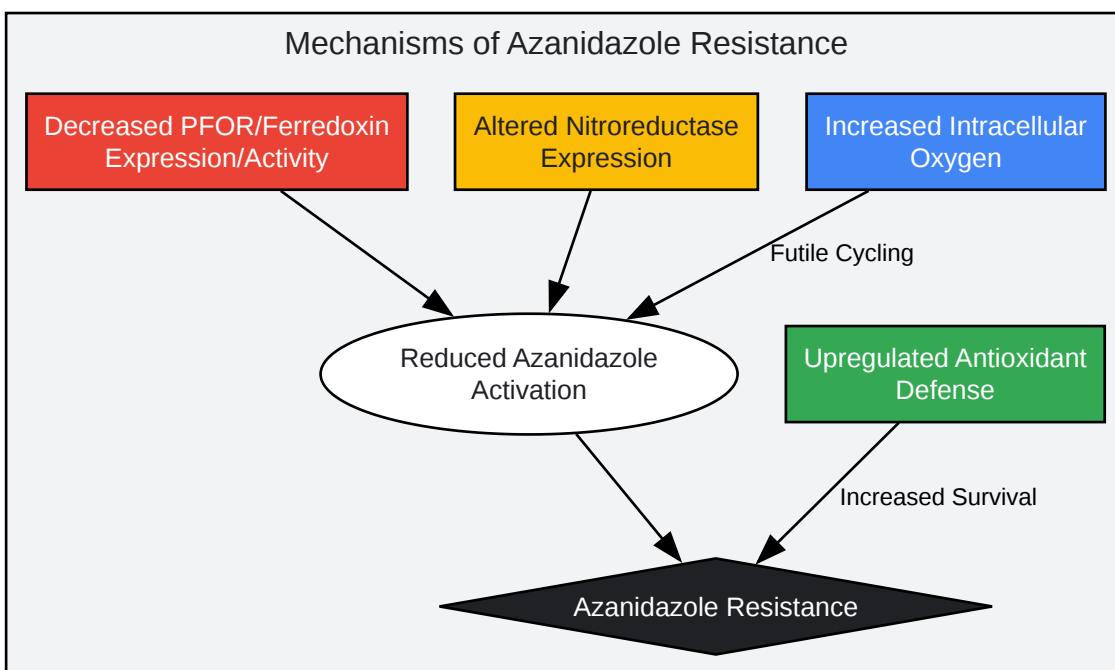 Mechanisms of Azanidazole Resistance
Decreased PFOR/Ferredoxin
Expression/Activity
Altered Nitroreductase
Expression
Increased Intracellular
Oxygen
Futile Cycling
Reduced Azanidazole
Activation
Upregulated Antioxidant
Defense
Increased Survival
Azanidazole Resistance